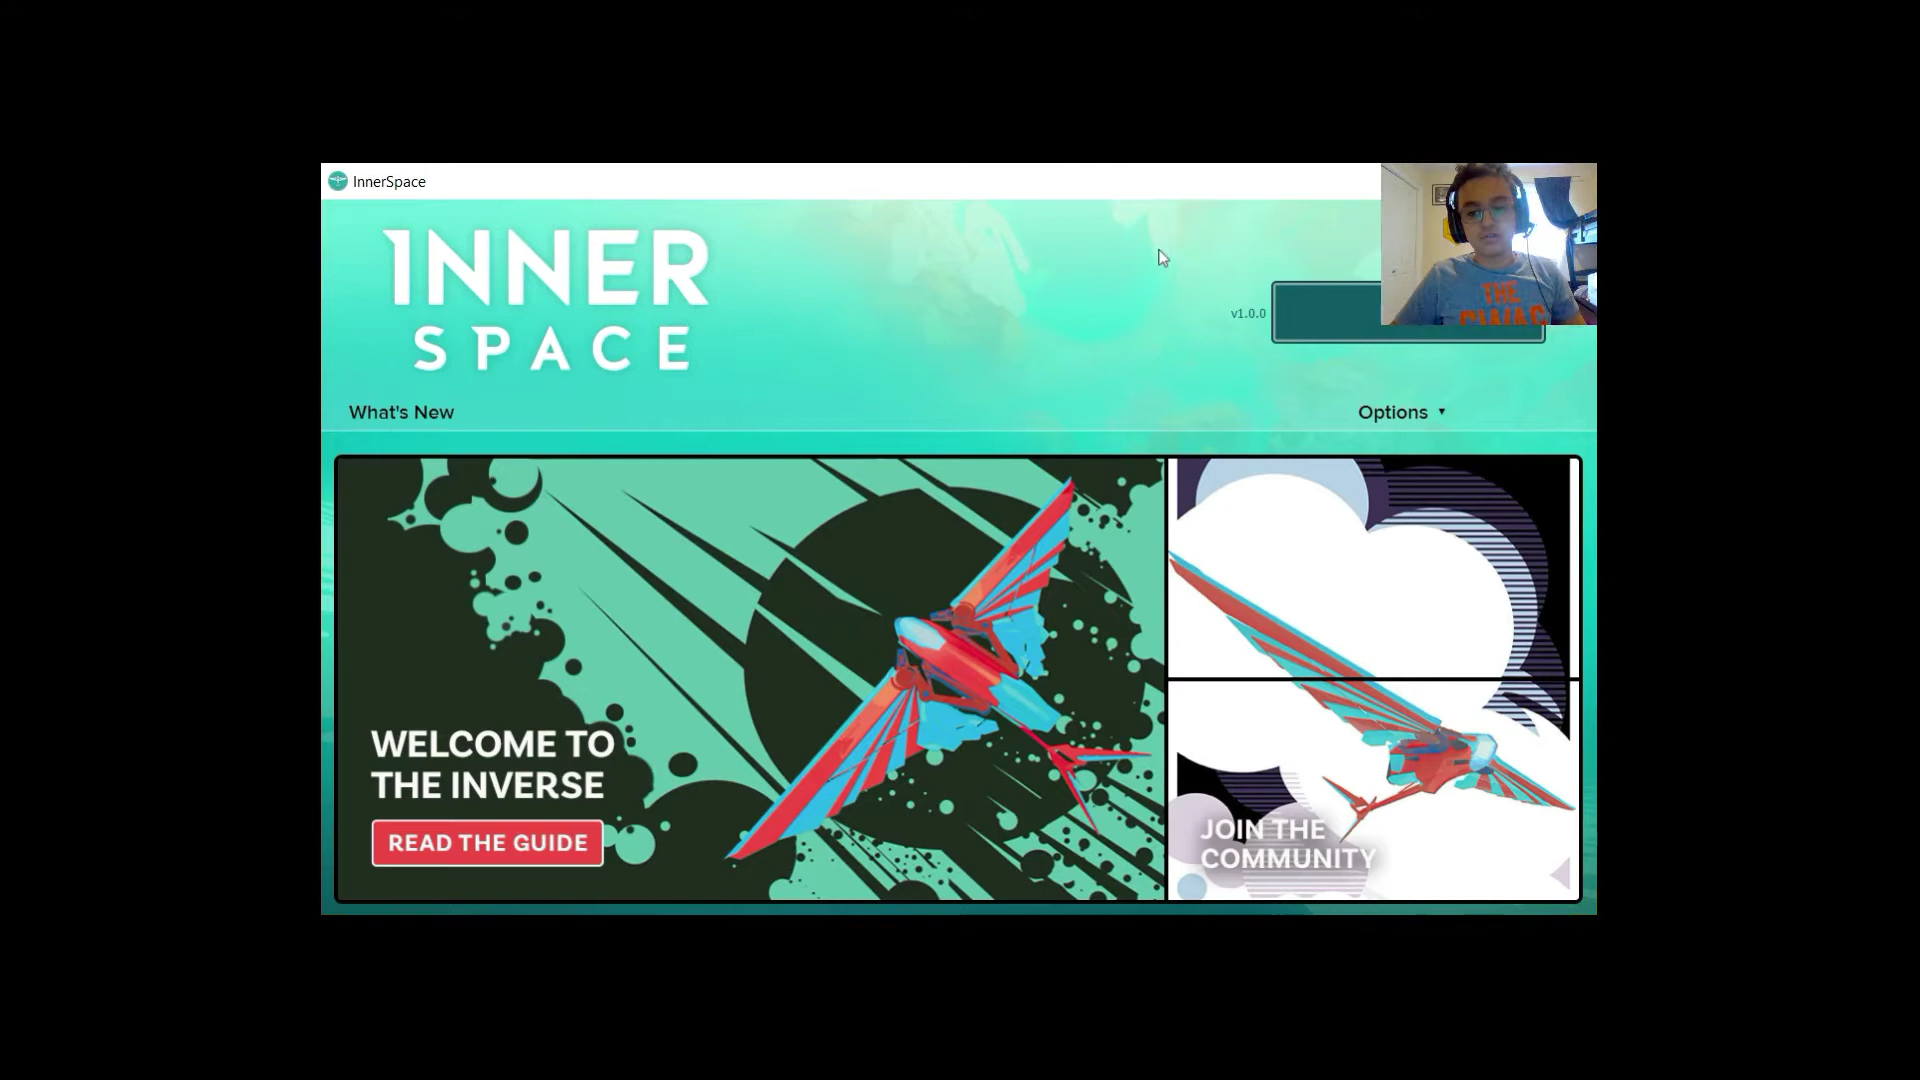 InnerSpace
INNER
SPACE
v1.0.0
What's New
Options
WELCOME TO
THE INVERSE
READ THE GUIDE
JOIN THE
COMMUNITY
THE